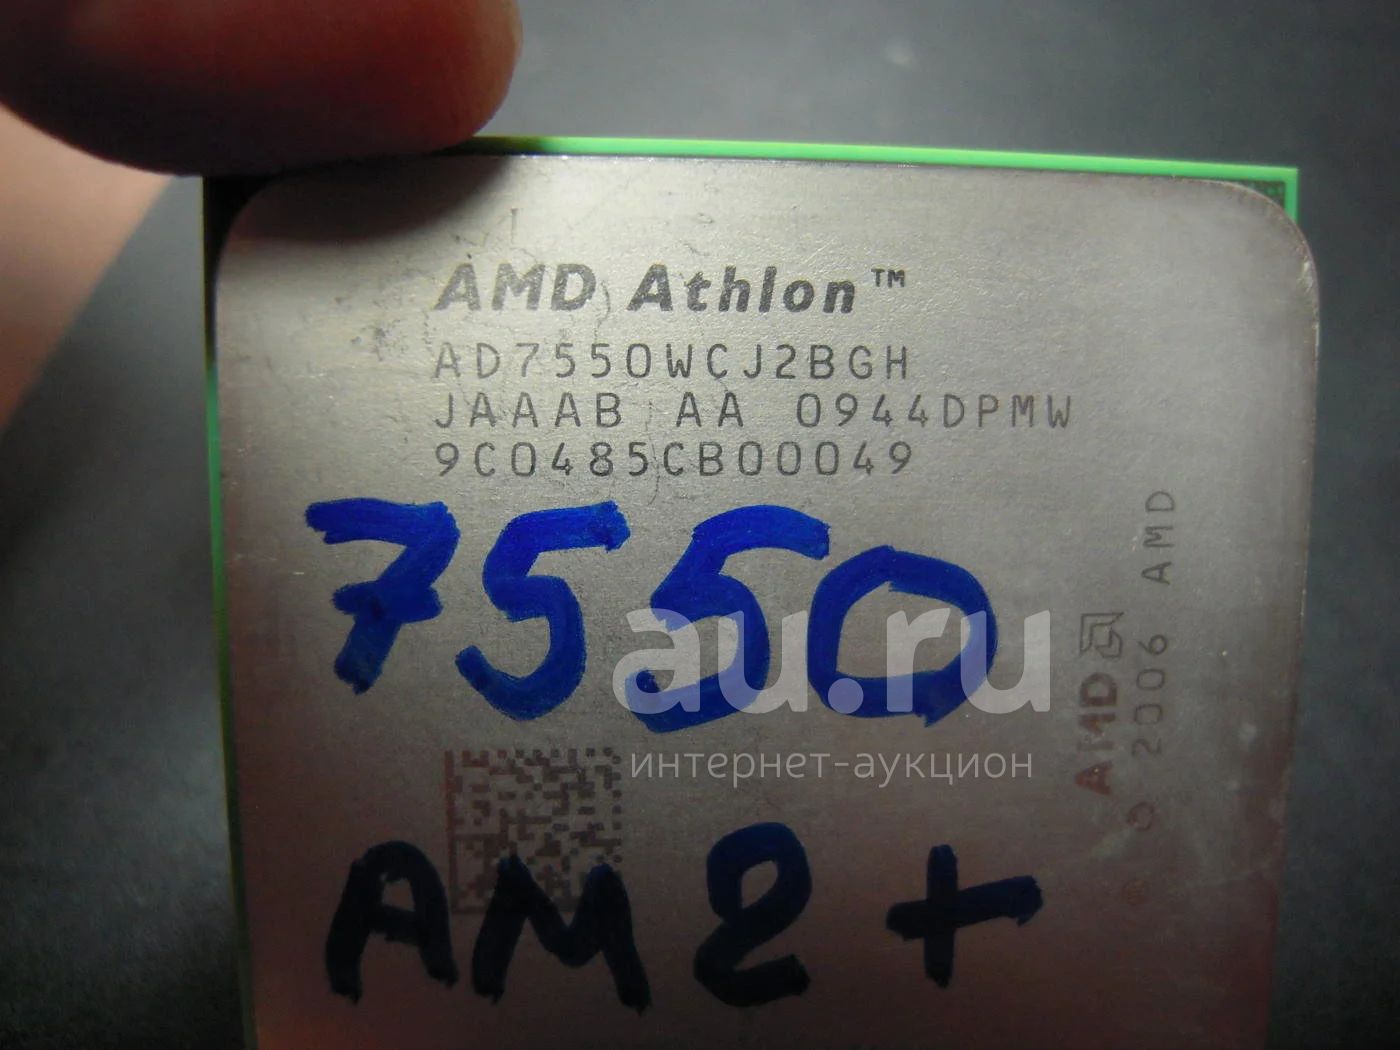 AMD Athlon™
AD7550WCJ2BGH
JAAAB AA 0944DPMW
9C0485CB00049
7550
au.ru
интернет-аукцион
AM2+
AMD
© 2006 AMD